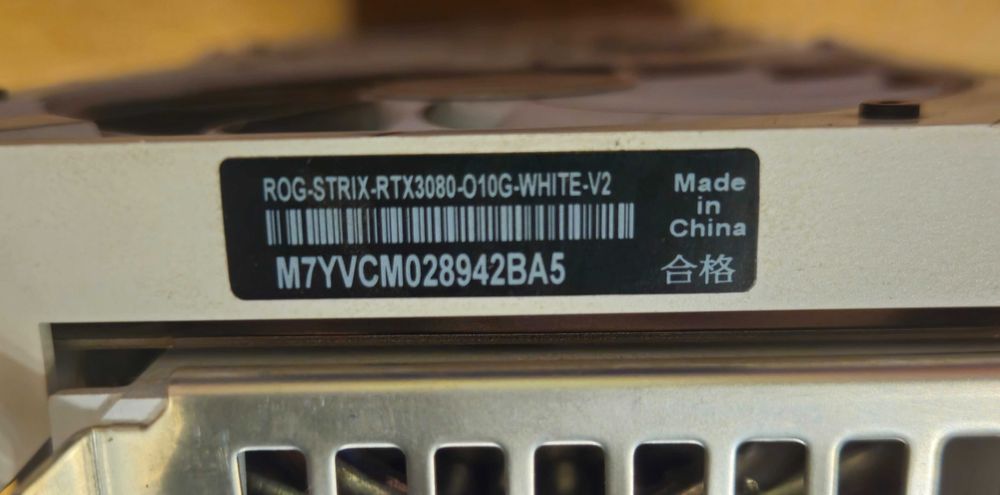 ROG-STRIX-RTX3080-O10G-WHITE-V2
M7YVCM028942BA5
Made
in
China
合格